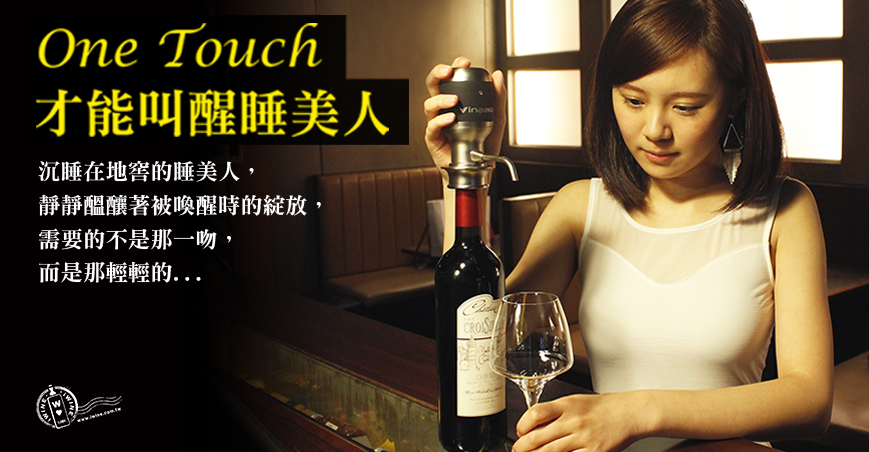 One Touch
才能叫醒睡美人
沉睡在地窖的睡美人，
靜靜醞釀著被喚醒時的綻放，
需要的不是那一吻，
而是那輕輕的...
Vinaera
IWINE
W
www.iwine.com.tw